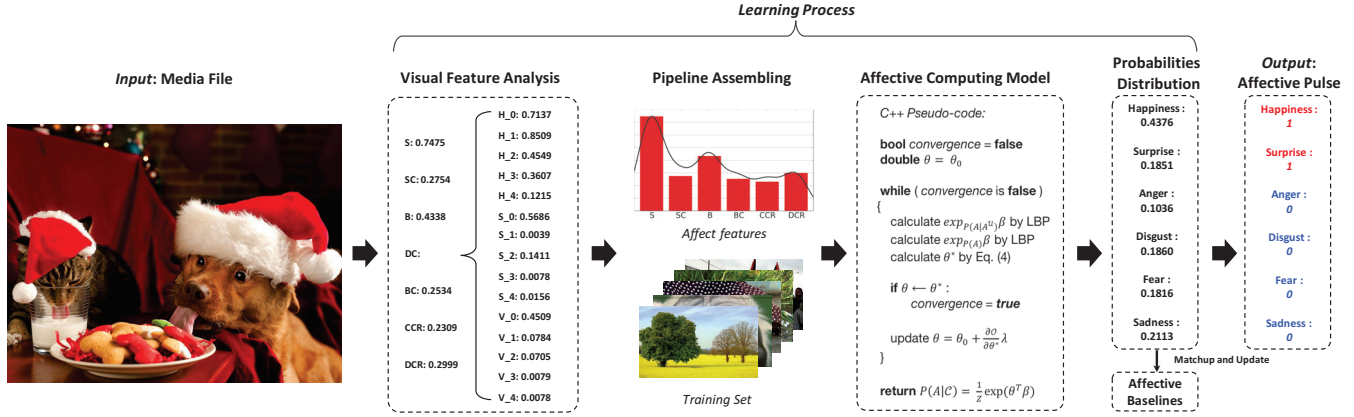 Learning Process
Input: Media File
Visual Feature Analysis
S: 0.7475
SC: 0.2754
B: 0.4338
DC:
BC: 0.2534
CCR: 0.2309
DCR: 0.2999
H_0: 0.7137
H_1: 0.8509
H_2: 0.4549
H_3: 0.3607
H_4: 0.1215
S_0: 0.5686
S_1: 0.0039
S_2: 0.1411
S_3: 0.0078
S_4: 0.0156
V_0: 0.4509
V_1: 0.0784
V_2: 0.0705
V_3: 0.0079
V_4: 0.0078
Pipeline Assembling
S SC B BC CCR DCR
Affect features
Training Set
Affective Computing Model
C++ Pseudo-code:
bool convergence = false
double θ = θ₀
while ( convergence is false )
{
calculate exp_{P(A|A^u)}β by LBP
calculate exp_{P(A)}β by LBP
calculate θ* by Eq. (4)
if θ ← θ* :
convergence = true
update θ = θ₀ + ∂σ/∂θ* λ
}
return P(A|C) = 1/Z exp(θ^T β)
Probabilities
Distribution
Happiness :
0.4376
Surprise :
0.1851
Anger :
0.1036
Disgust :
0.1860
Fear :
0.1816
Sadness :
0.2113
Matchup and Update
Affective
Baselines
Output:
Affective Pulse
Happiness :
1
Surprise :
1
Anger :
0
Disgust :
0
Fear :
0
Sadness :
0